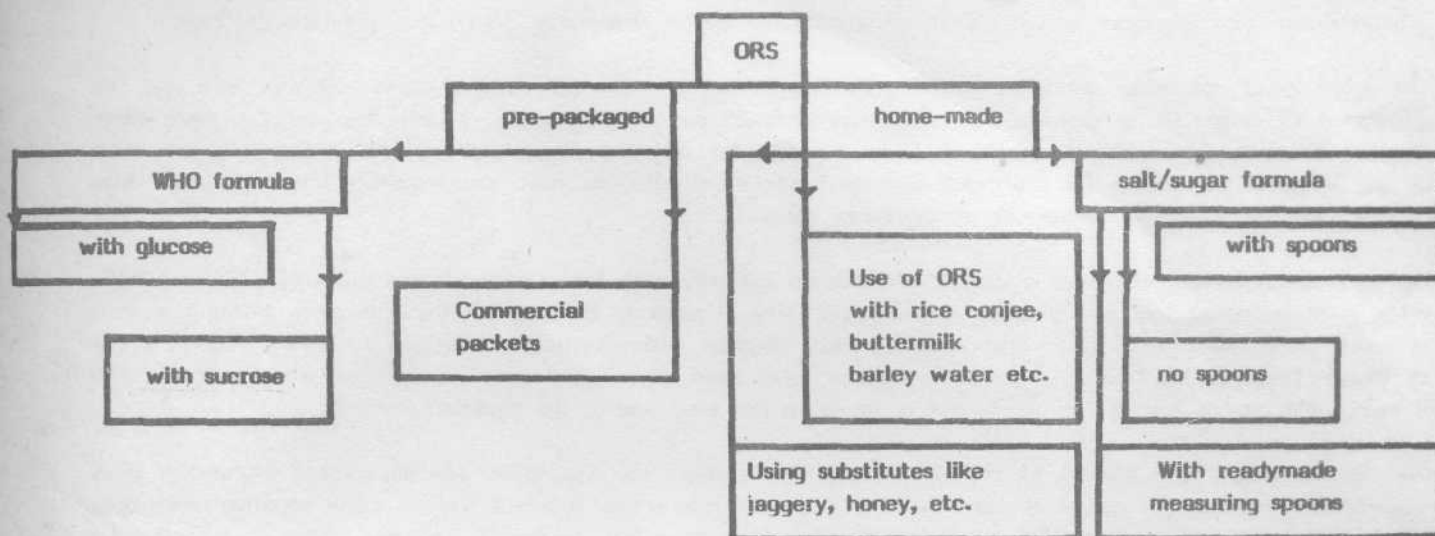 ORS
pre-packaged
home-made
WHO formula
salt/sugar formula
with glucose
with spoons
Use of ORS
with rice conjee,
buttermilk
barley water etc.
Commercial
packets
with sucrose
no spoons
Using substitutes like
jaggery, honey, etc.
With readymade
measuring spoons